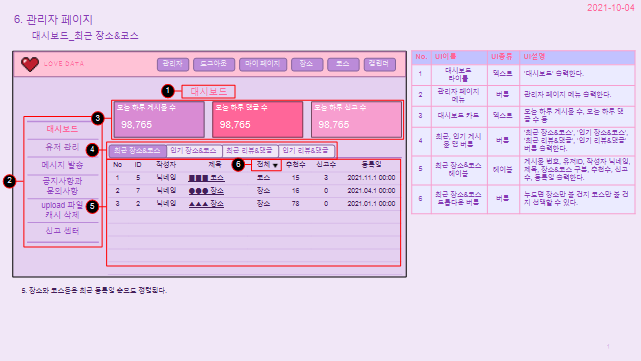 2021-10-04
6. 관리자 페이지
대시보드_최근 장소&코스
LOVE DATA
관리자 로그아웃 마이 페이지 장소 코스 캘린더
1 대시보드
3
오늘 하루 게시물 수 오늘 하루 댓글 수 오늘 하루 신고 수
98,765 98,765 98,765
2
대시보드
유저 관리
메시지 발송
공지사항과
문의사항
upload 파일
캐시 삭제
신고 센터
4
최근 장소&코스 인기 장소&코스 최근 리뷰&댓글 인기 리뷰&댓글
6
No ID 작성자 제목 전체 추천수 신고수 등록일
1 5 닉네임 ■■■ 코스 코스 15 3 2021.11.1 00:00
2 7 닉네임 ●●● 장소 장소 16 0 2021.04.1 00:00
5
3 2 닉네임 ▲▲▲ 장소 장소 78 0 2021.01.1 00:00
5. 장소와 코스등은 최근 등록일 순으로 정렬된다.
No. UI이름 UI종류 UI설명
1 대시보드 타이틀 텍스트 '대시보드' 출력한다.
2 관리자 페이지 메뉴 버튼 관리자 페이지 메뉴 출력한다.
3 대시보드 카드 텍스트 오늘 하루 게시물 수, 오늘 하루 댓글 수 등
4 최근, 인기 게시물 탭 버튼 버튼 '최근 장소&코스', '인기 장소&코스', '최근 리뷰&댓글', '인기 리뷰&댓글' 버튼 출력한다.
5 최근 장소&코스 테이블 테이블 게시물 번호, 유저ID, 작성자 닉네임, 제목, 장소&코스 구분, 추천수, 신고수, 등록일 출력한다.
6 최근 장소&코스 드롭다운 버튼 버튼 누르면 장소만 볼 건지 코스만 볼 건지 선택할 수 있다.
1